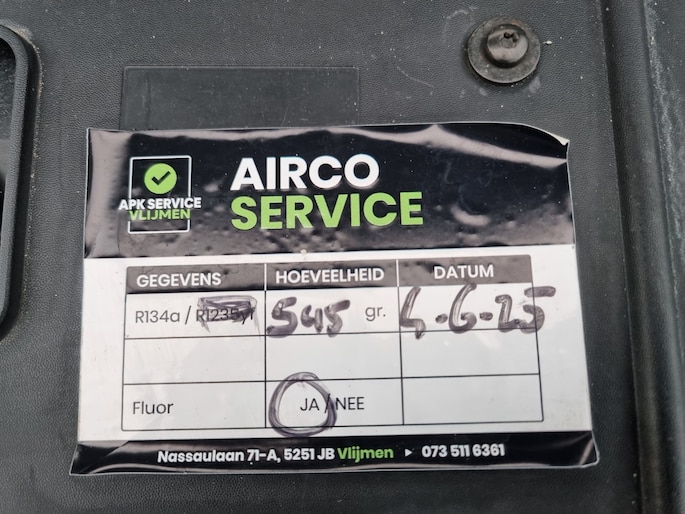 APK SERVICE
VLIJMEN
AIRCO
SERVICE
GEGEVENS HOEVEELHEID DATUM
R134a / R1235yf 545 gr. 4-6-25
Fluor JA / NEE
Nassaulaan 71-A, 5251 JB Vlijmen ▸ 073 511 6361